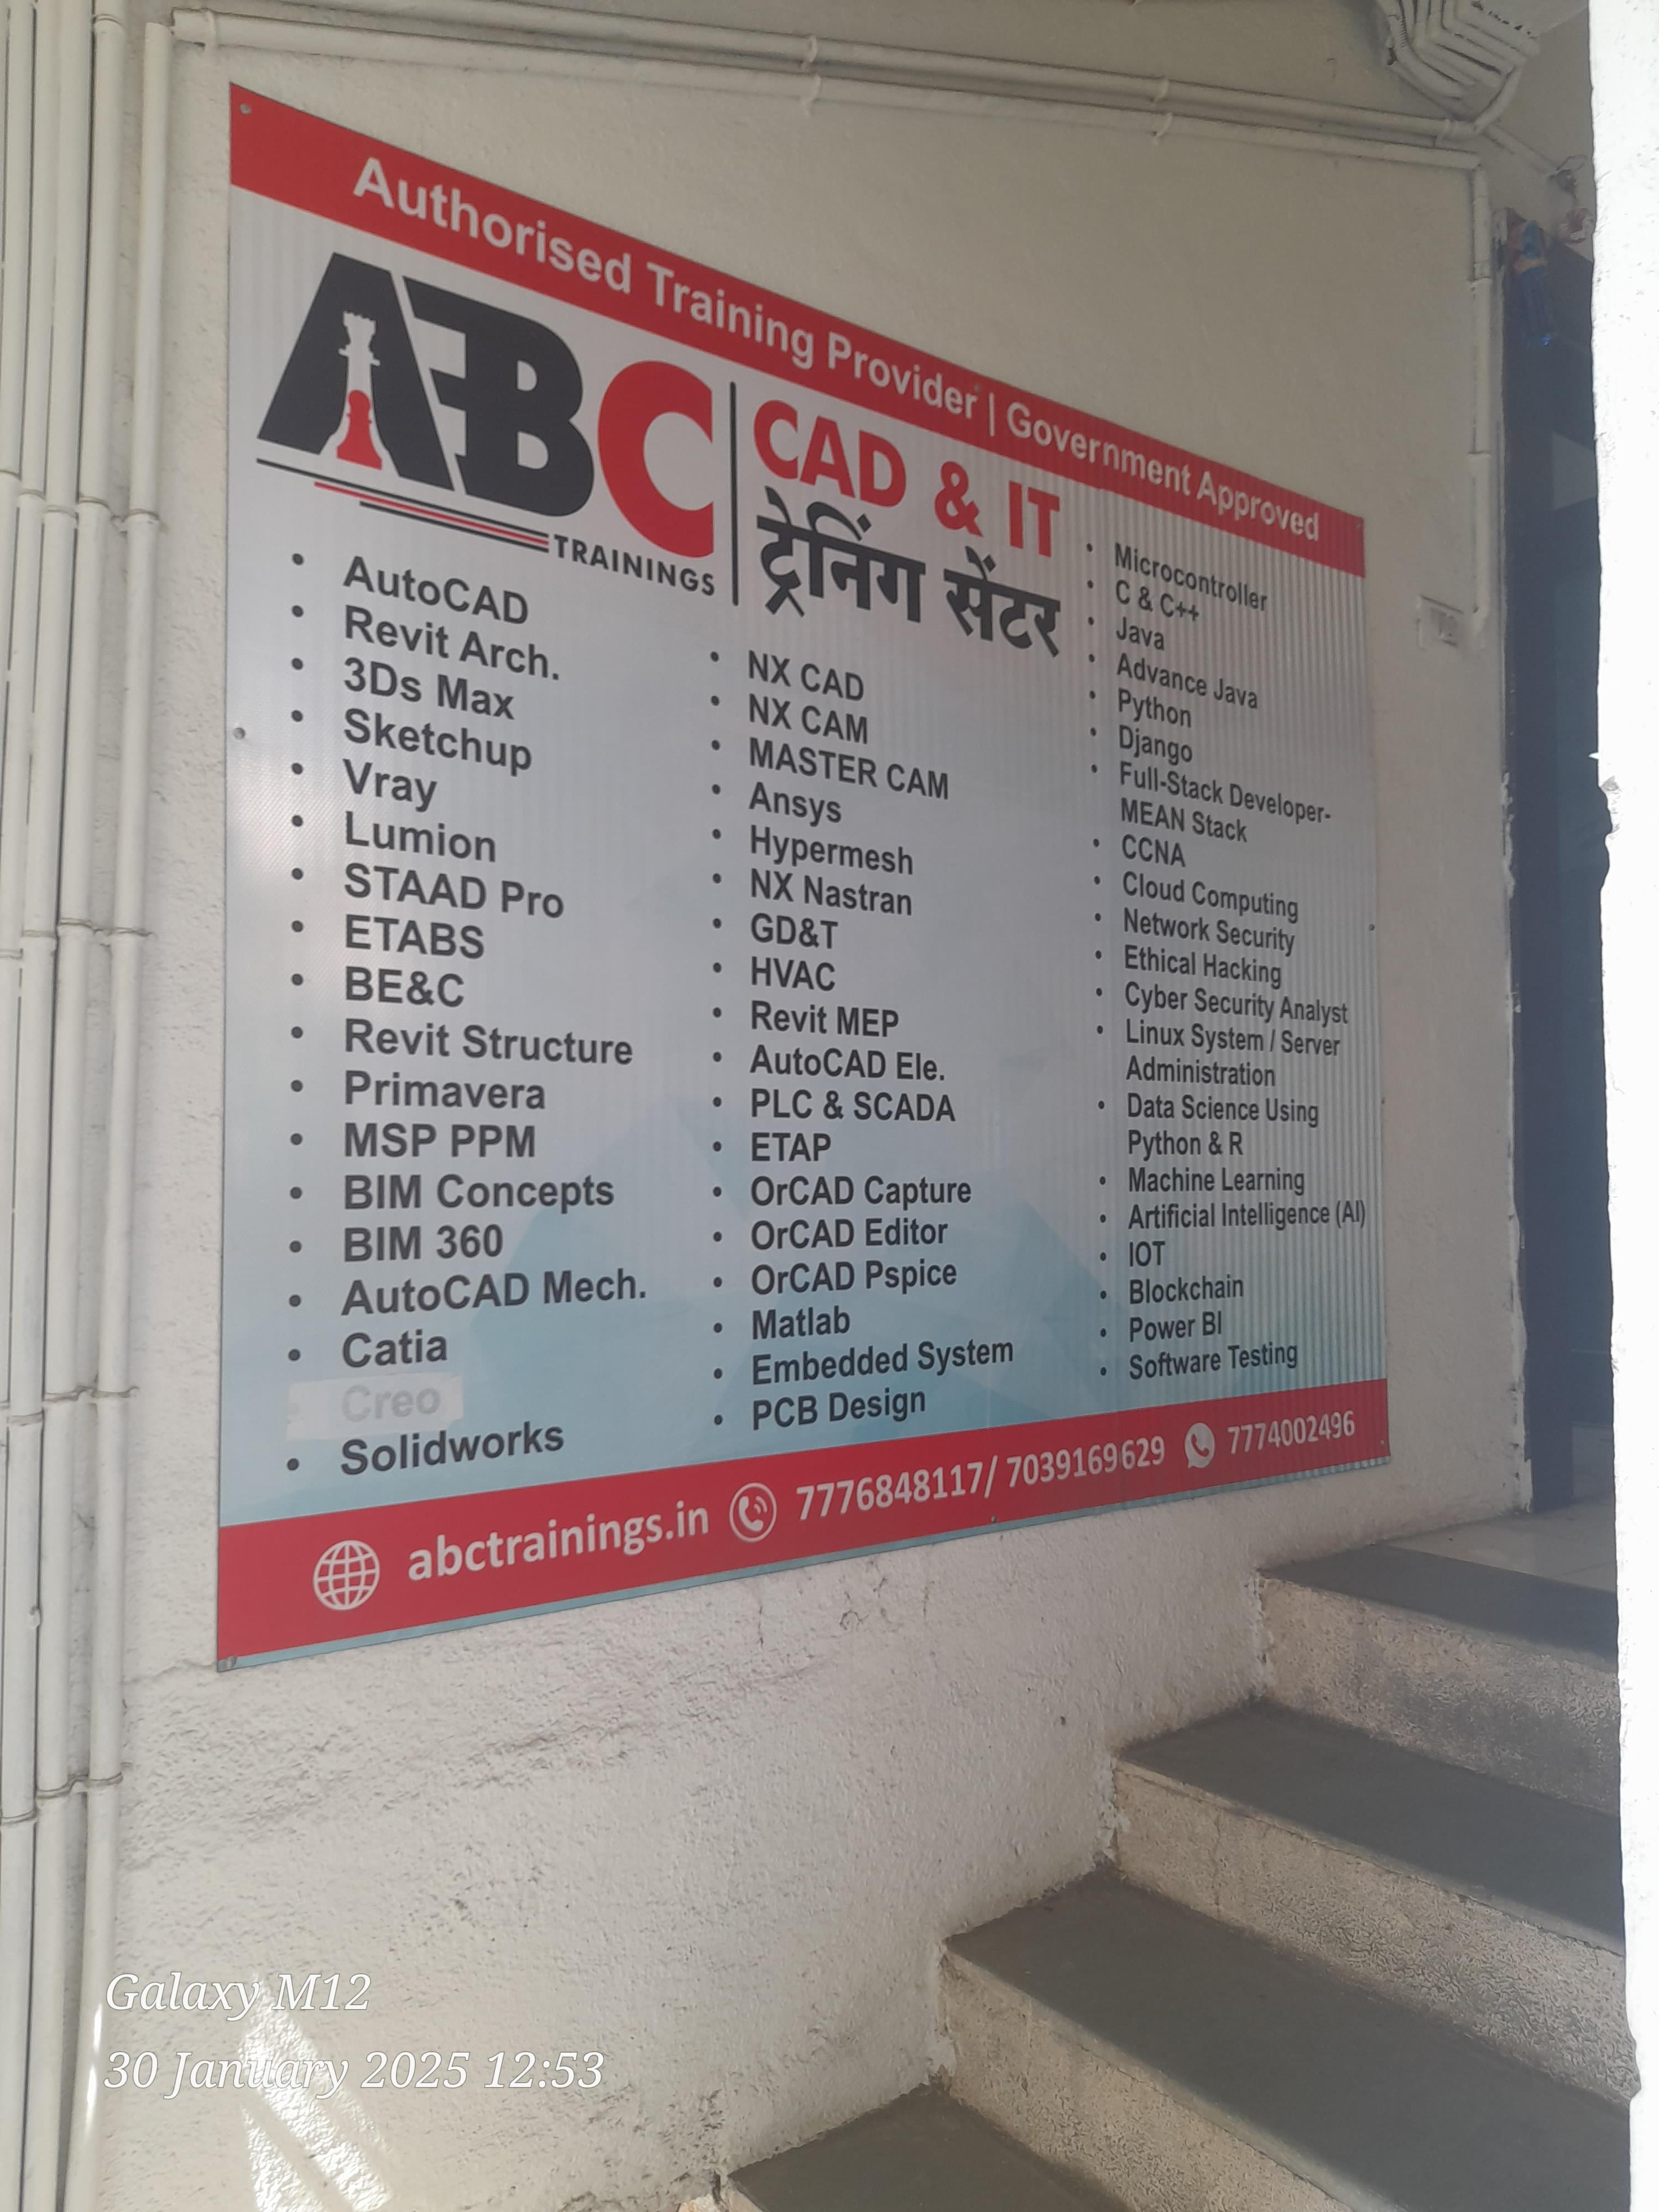 Authorised Training Provider | Government Approved
ABC
TRAININGS
CAD & IT
ट्रेनिंग सेंटर
• AutoCAD
• Revit Arch.
• 3Ds Max
• Sketchup
• Vray
• Lumion
• STAAD Pro
• ETABS
• BE&C
• Revit Structure
• Primavera
• MSP PPM
• BIM Concepts
• BIM 360
• AutoCAD Mech.
• Catia
• Creo
• Solidworks
• NX CAD
• NX CAM
• MASTER CAM
• Ansys
• Hypermesh
• NX Nastran
• GD&T
• HVAC
• Revit MEP
• AutoCAD Ele.
• PLC & SCADA
• ETAP
• OrCAD Capture
• OrCAD Editor
• OrCAD Pspice
• Matlab
• Embedded System
• PCB Design
• Microcontroller
• C & C++
• Java
• Advance Java
• Python
• Django
• Full-Stack Developer-
MEAN Stack
• CCNA
• Cloud Computing
• Network Security
• Ethical Hacking
• Cyber Security Analyst
• Linux System / Server
Administration
• Data Science Using
Python & R
• Machine Learning
• Artificial Intelligence (AI)
• IOT
• Blockchain
• Power BI
• Software Testing
abctrainings.in 7776848117/ 7039169629 7774002496
Galaxy M12
30 January 2025 12:53